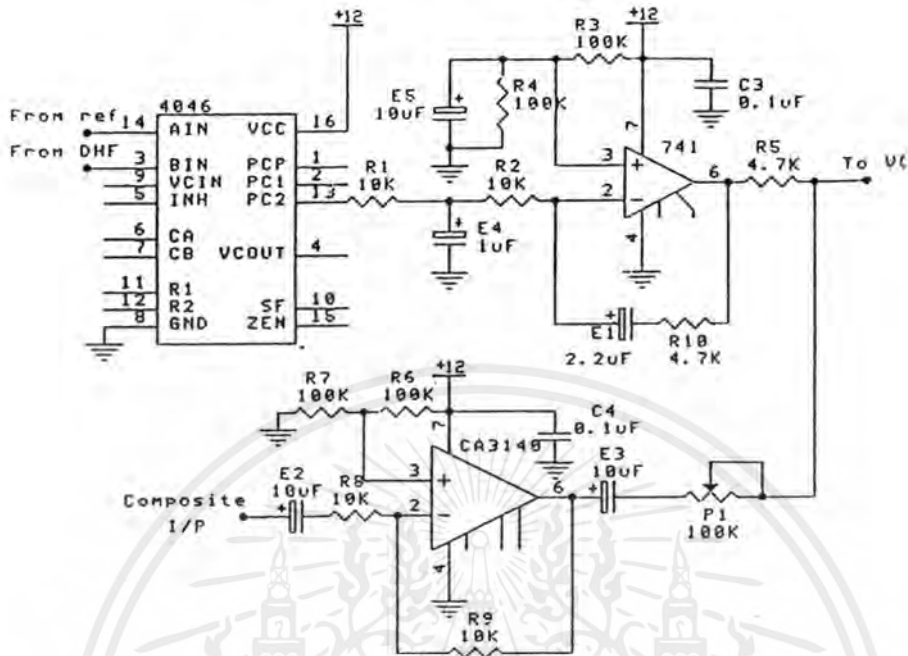 +12
From ref
From DHF
4046
14 AIN VCC 16
3 BIN PCP 1
9 VCIN PC1 2
5 INH PC2 13
6 CA
7 CB VCOUT 4
11 R1
12 R2 SF 10
8 GND ZEN 15
R1
10K
R2
10K
E4
1uF
+
E5
10uF
+
R4
100K
R3
100K
+12
C3
0.1uF
7
741
3 +
2 -
6
4
R5
4.7K
To
E1
2.2uF
+
R10
4.7K
+12
R7
100K
R6
100K
C4
0.1uF
7
CA3140
3 +
2 -
6
4
Composite
I/P
E2
10uF
+
R8
10K
R9
10K
E3
10uF
+
P1
100K